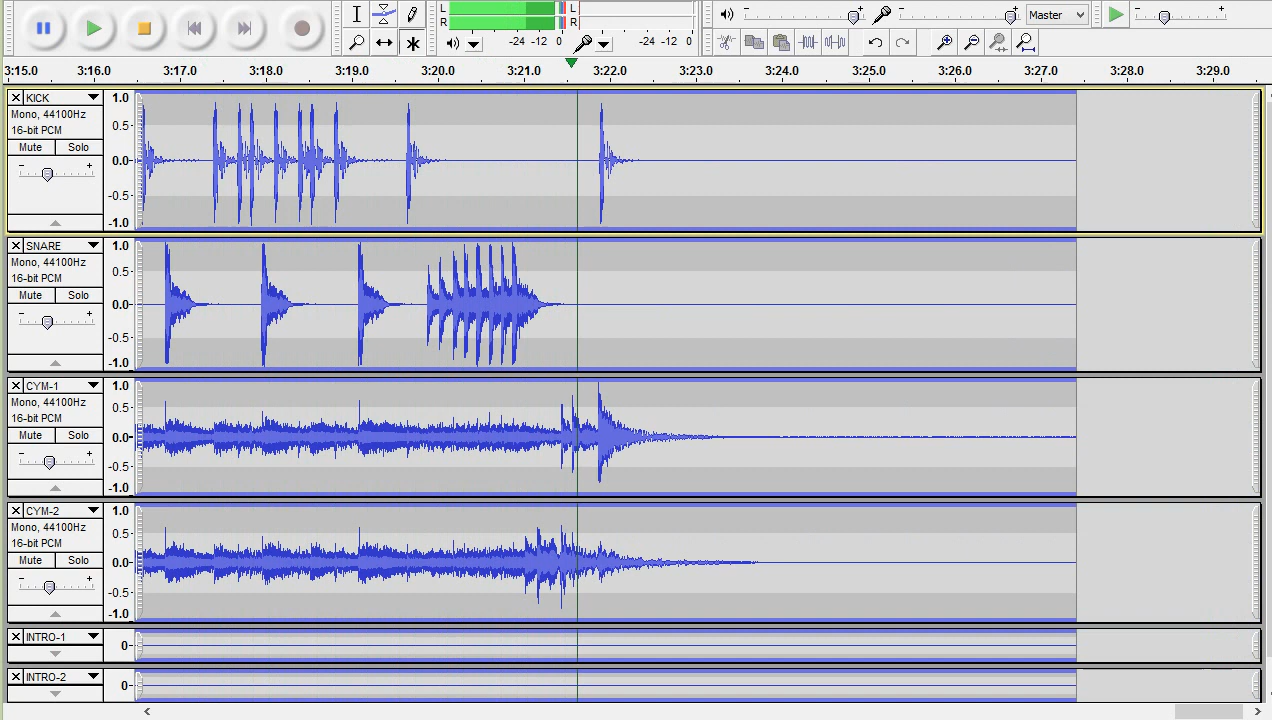 L L
R R
-24 -12 0 -24 -12 0
Master
3:15.0 3:16.0 3:17.0 3:18.0 3:19.0 3:20.0 3:21.0 3:22.0 3:23.0 3:24.0 3:25.0 3:26.0 3:27.0 3:28.0 3:29.0
KICK
Mono, 44100Hz
16-bit PCM
Mute Solo
- +
1.0
0.5-
0.0-
-0.5-
-1.0
SNARE
Mono, 44100Hz
16-bit PCM
Mute Solo
- +
1.0
0.5-
0.0-
-0.5-
-1.0
CYM-1
Mono, 44100Hz
16-bit PCM
Mute Solo
- +
1.0
0.5-
0.0-
-0.5-
-1.0
CYM-2
Mono, 44100Hz
16-bit PCM
Mute Solo
- +
1.0
0.5-
0.0-
-0.5-
-1.0
INTRO-1
0-
INTRO-2
0-